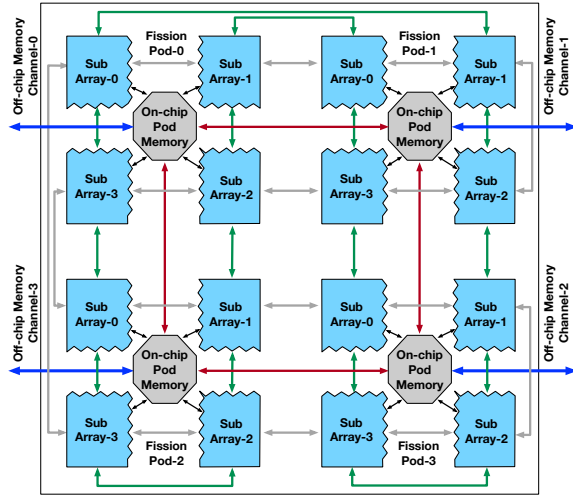 Off-chip Memory
Channel-0
Fission
Pod-0
Fission
Pod-1
Off-chip Memory
Channel-1
Sub
Array-0
Sub
Array-1
Sub
Array-0
Sub
Array-1
On-chip
Pod
Memory
On-chip
Pod
Memory
Sub
Array-3
Sub
Array-2
Sub
Array-3
Sub
Array-2
Off-chip Memory
Channel-3
Off-chip Memory
Channel-2
Sub
Array-0
Sub
Array-1
Sub
Array-0
Sub
Array-1
On-chip
Pod
Memory
On-chip
Pod
Memory
Sub
Array-3
Sub
Array-2
Sub
Array-3
Sub
Array-2
Fission
Pod-2
Fission
Pod-3